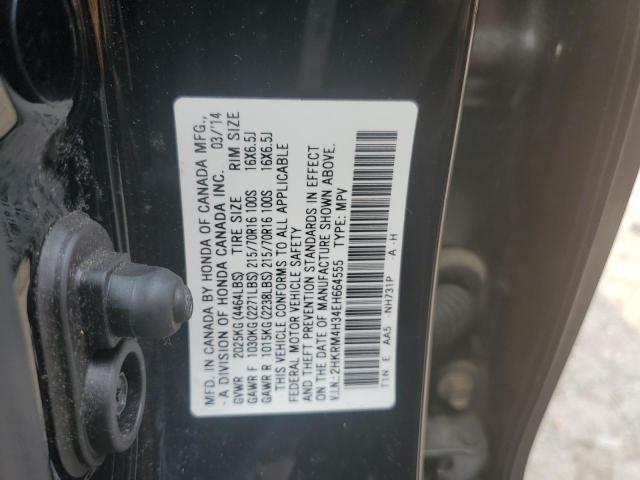 MFD. IN CANADA BY HONDA OF CANADA MFG.,
A DIVISION OF HONDA CANADA INC. 03/'14
GVWR 2025KG(4464LBS) TIRE SIZE RIM SIZE
GAWR F 1030KG(2271LBS) 215/70R16 100S 16X6.5J
GAWR R 1015KG(2238LBS) 215/70R16 100S 16X6.5J
THIS VEHICLE CONFORMS TO ALL APPLICABLE
FEDERAL MOTOR VEHICLE SAFETY
AND THEFT PREVENTION STANDARDS IN EFFECT
ON THE DATE OF MANUFACTURE SHOWN ABOVE.
V.I.N.:2HKRM4H34EH664555 TYPE: MPV
T1N E AA5 NH731P A -H